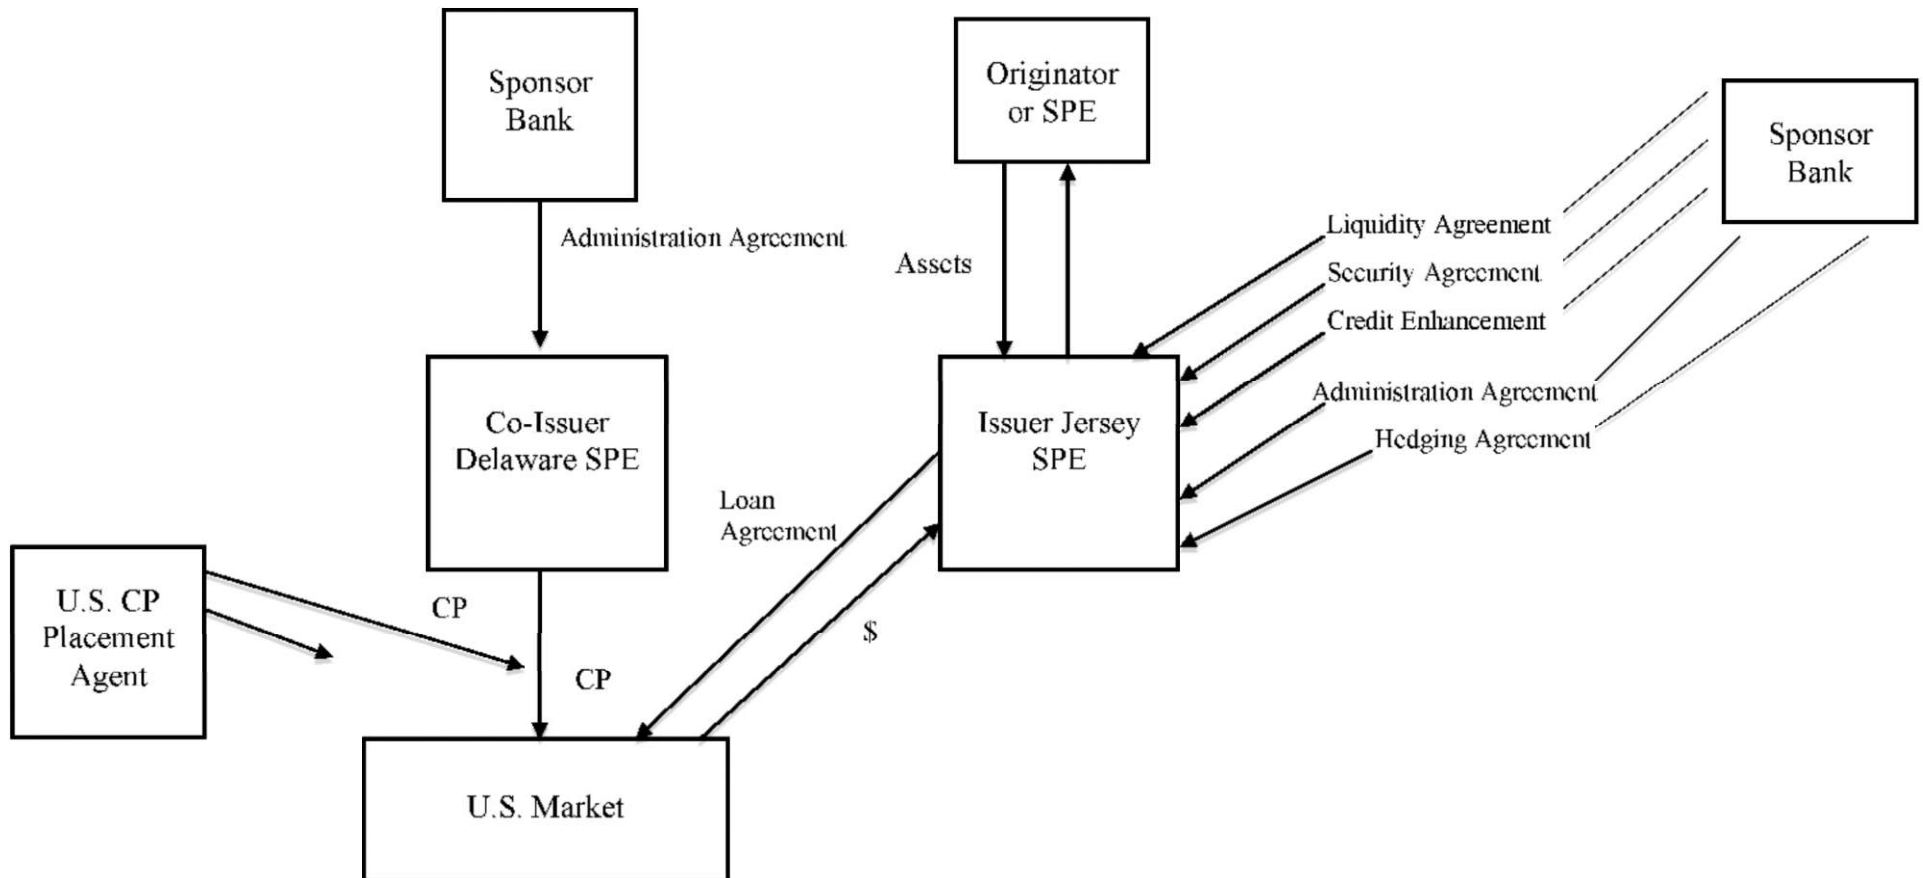 Sponsor
Bank
Originator
or SPE
Sponsor
Bank
Administration Agreement
Assets
Liquidity Agreement
Security Agreement
Credit Enhancement
Administration Agreement
Hedging Agreement
Co-Issuer
Delaware SPE
Issuer Jersey
SPE
Loan
Agreement
U.S. CP
Placement
Agent
CP
CP
$
U.S. Market